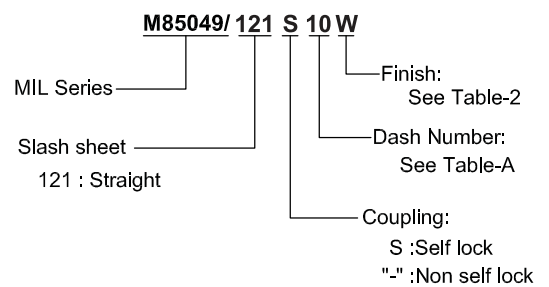 M85049/ 121 S 10 W
Finish:
See Table-2
MIL Series
Dash Number:
See Table-A
Slash sheet
121 : Straight
Coupling:
S :Self lock
"-" :Non self lock